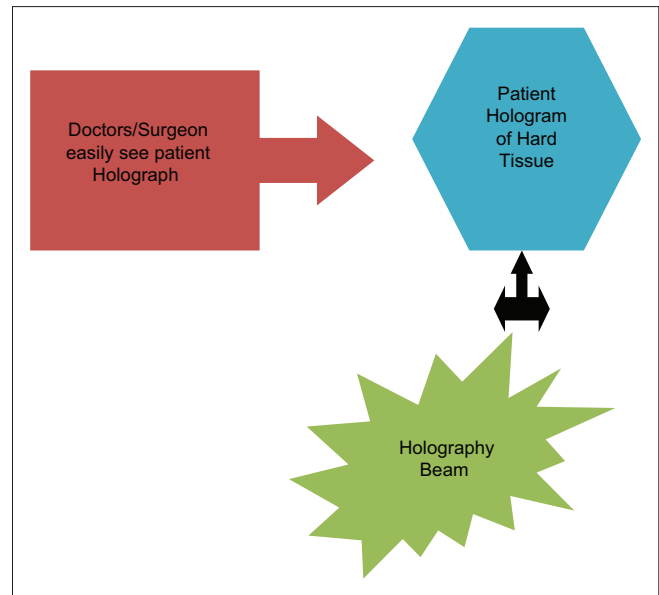 Doctors/Surgeon
easily see patient
Holograph
Patient
Hologram
of Hard
Tissue
Holography
Beam